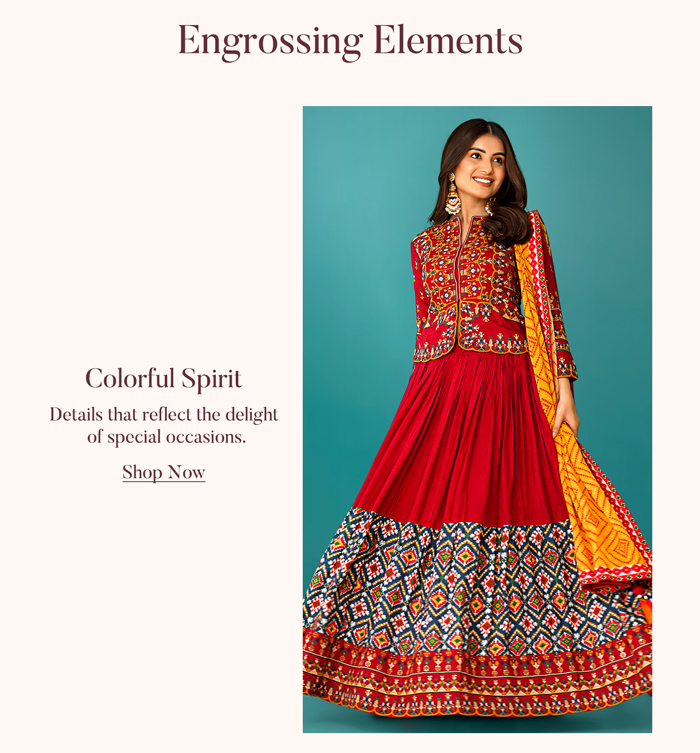 Engrossing Elements
Colorful Spirit
Details that reflect the delight
of special occasions.
Shop Now